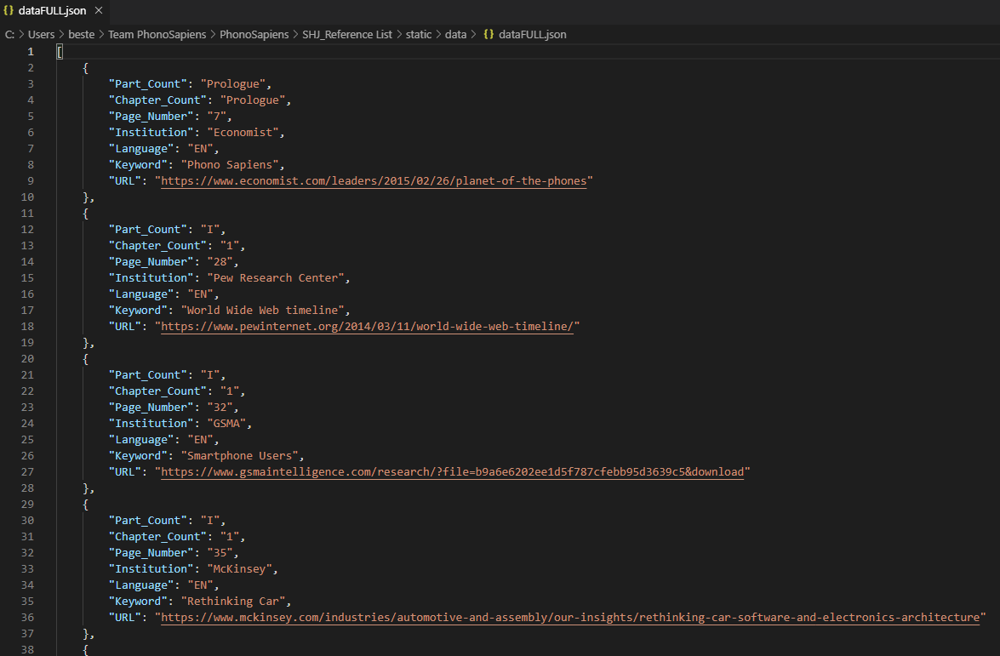 {} dataFULL.json ×
C: > Users > beste > Team PhonoSapiens > PhonoSapiens > SHJ_Reference List > static > data > {} dataFULL.json
1 [
2 {
3 "Part_Count": "Prologue",
4 "Chapter_Count": "Prologue",
5 "Page_Number": "7",
6 "Institution": "Economist",
7 "Language": "EN",
8 "Keyword": "Phono Sapiens",
9 "URL": "https://www.economist.com/leaders/2015/02/26/planet-of-the-phones"
10 },
11 {
12 "Part_Count": "I",
13 "Chapter_Count": "1",
14 "Page_Number": "28",
15 "Institution": "Pew Research Center",
16 "Language": "EN",
17 "Keyword": "World Wide Web timeline",
18 "URL": "https://www.pewinternet.org/2014/03/11/world-wide-web-timeline/"
19 },
20 {
21 "Part_Count": "I",
22 "Chapter_Count": "1",
23 "Page_Number": "32",
24 "Institution": "GSMA",
25 "Language": "EN",
26 "Keyword": "Smartphone Users",
27 "URL": "https://www.gsmaintelligence.com/research/?file=b9a6e6202ee1d5f787cfebb95d3639c5&download"
28 },
29 {
30 "Part_Count": "I",
31 "Chapter_Count": "1",
32 "Page_Number": "35",
33 "Institution": "McKinsey",
34 "Language": "EN",
35 "Keyword": "Rethinking Car",
36 "URL": "https://www.mckinsey.com/industries/automotive-and-assembly/our-insights/rethinking-car-software-and-electronics-architecture"
37 },
38 {